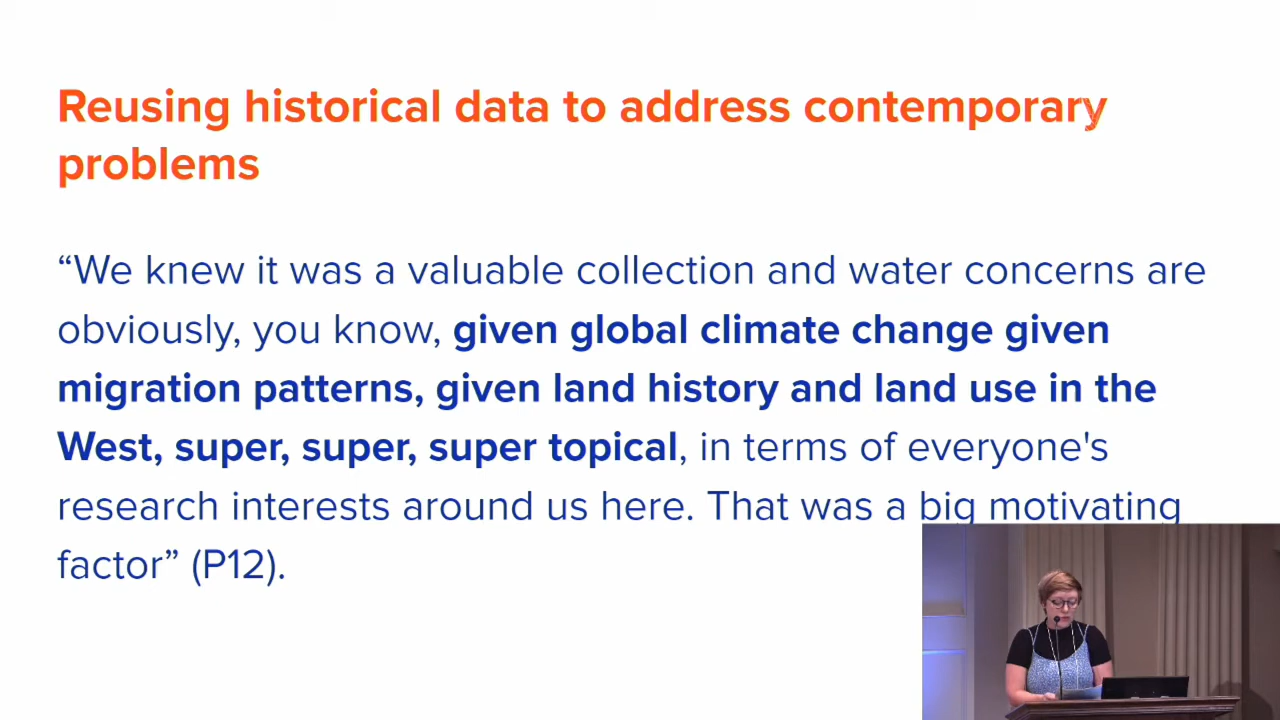 Reusing historical data to address contemporary
problems
“We knew it was a valuable collection and water concerns are
obviously, you know, given global climate change given
migration patterns, given land history and land use in the
West, super, super, super topical, in terms of everyone's
research interests around us here. That was a big motivating
factor” (P12).